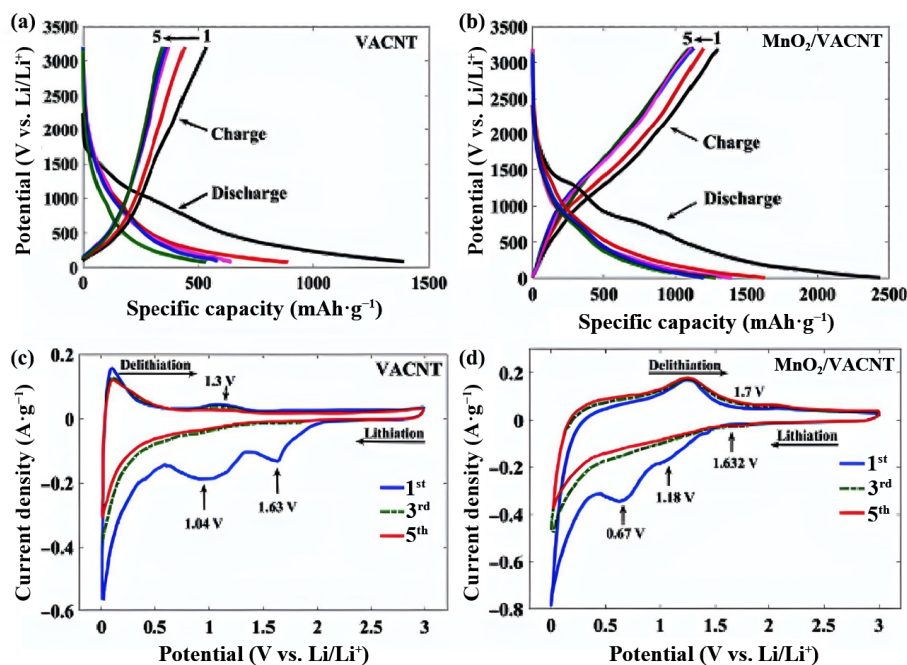 (a)
VACNT
5 ← 1
Charge
Discharge
3500
3000
2500
2000
1500
1000
500
0
Potential (V vs. Li/Li⁺)
0
500
1000
1500
Specific capacity (mAh·g⁻¹)
(b)
MnO₂/VACNT
5 ← 1
Charge
Discharge
3500
3000
2500
2000
1500
1000
500
0
Potential (V vs. Li/Li⁺)
0
500
1000
1500
2000
2500
Specific capacity (mAh·g⁻¹)
(c)
VACNT
Delithiation
1.3 V
Lithiation
1.04 V
1.63 V
1ˢᵗ
3ʳᵈ
5ᵗʰ
0.2
0
−0.2
−0.4
−0.6
Current density (A·g⁻¹)
0
0.5
1
1.5
2
2.5
3
Potential (V vs. Li/Li⁺)
(d)
MnO₂/VACNT
Delithiation
1.7 V
Lithiation
1.632 V
1.18 V
0.67 V
1ˢᵗ
3ʳᵈ
5ᵗʰ
0.2
0
−0.2
−0.4
−0.6
−0.8
Current density (A·g⁻¹)
0
0.5
1
1.5
2
2.5
3
Potential (V vs. Li/Li⁺)